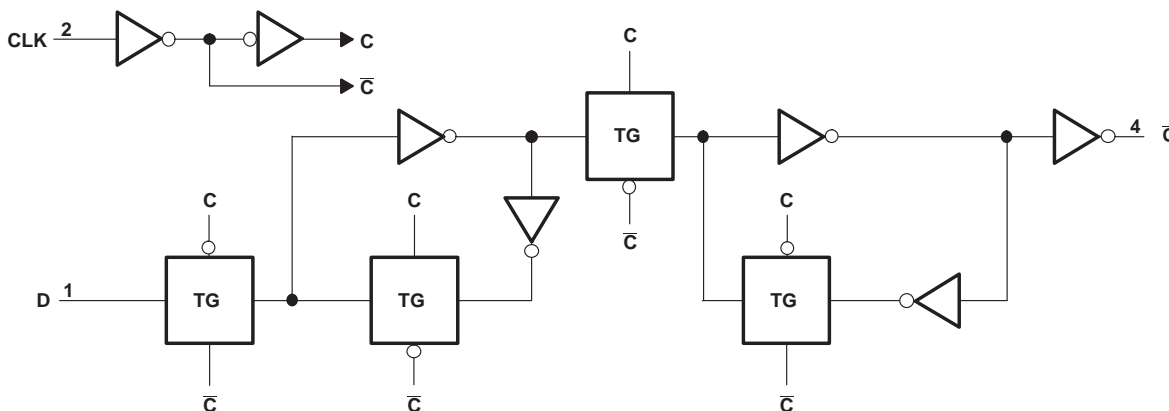 C
CLK 2 C
C̅
TG 4
C C C
C̅
D 1 TG TG TG
C̅ C̅ C̅